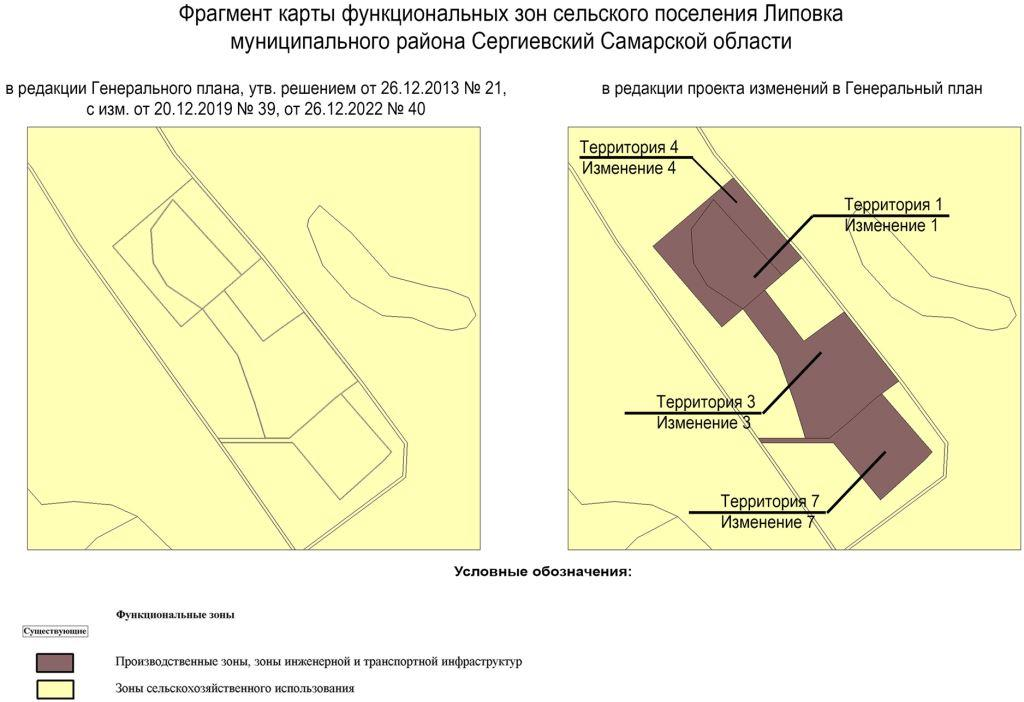 Фрагмент карты функциональных зон сельского поселения Липовка
муниципального района Сергиевский Самарской области
в редакции Генерального плана, утв. решением от 26.12.2013 № 21,
с изм. от 20.12.2019 № 39, от 26.12.2022 № 40
в редакции проекта изменений в Генеральный план
Территория 4
Изменение 4
Территория 1
Изменение 1
Территория 3
Изменение 3
Территория 7
Изменение 7
Условные обозначения:
Функциональные зоны
Существующие
Производственные зоны, зоны инженерной и транспортной инфраструктур
Зоны сельскохозяйственного использования